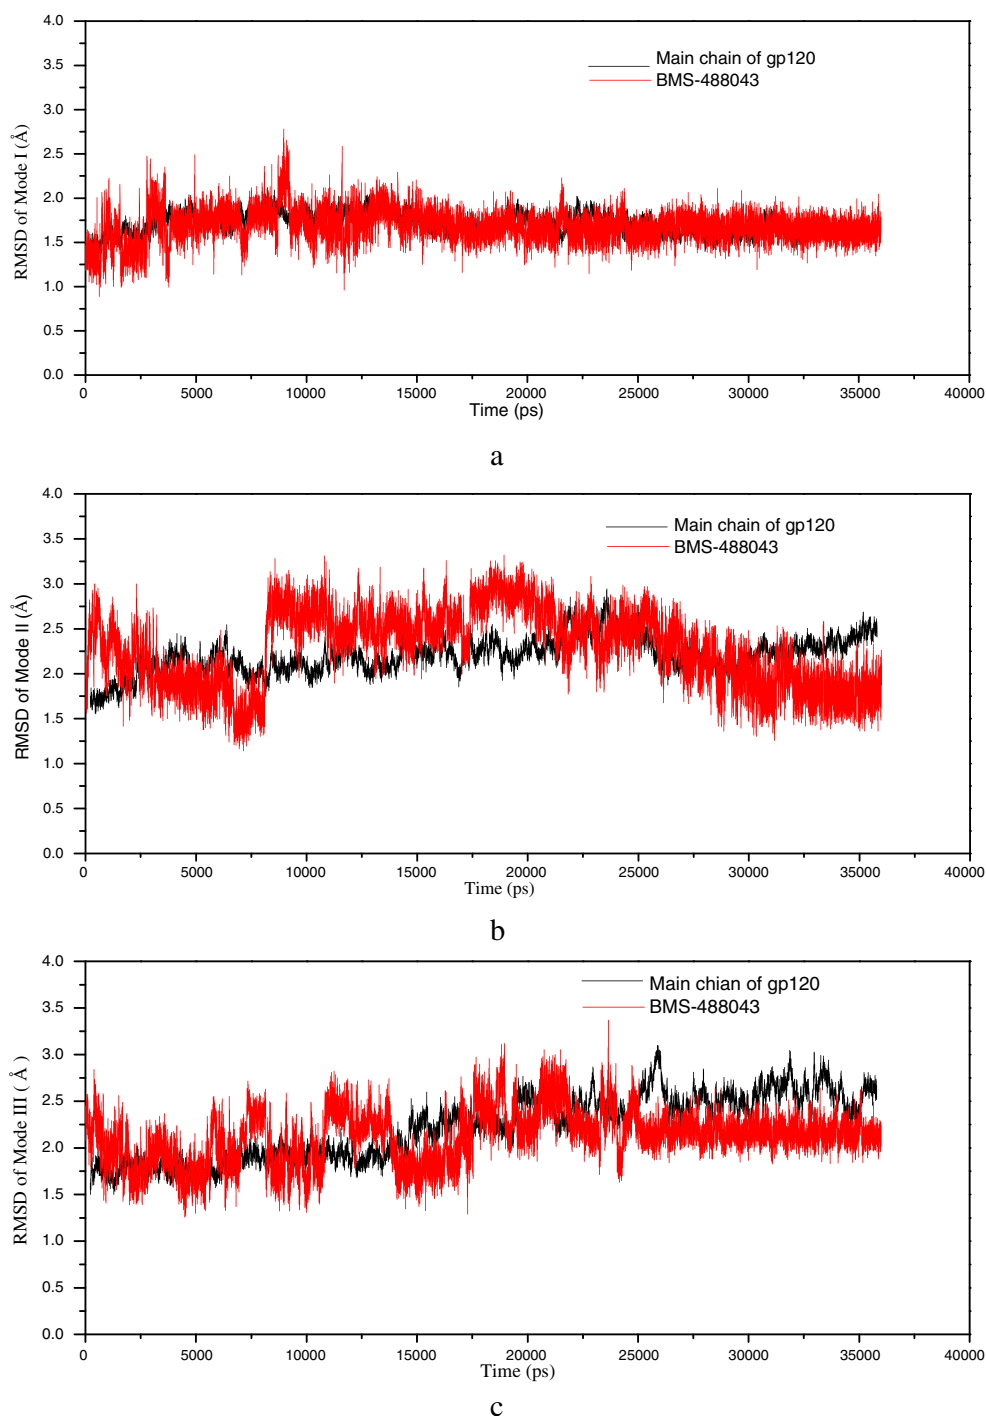 4.0
3.5
3.0
2.5
2.0
1.5
1.0
0.5
0.0
RMSD of Mode I (Å)
Main chain of gp120
BMS-488043
0 5000 10000 15000 20000 25000 30000 35000 40000
Time (ps)
a
4.0
3.5
3.0
2.5
2.0
1.5
1.0
0.5
0.0
RMSD of Mode II (Å)
Main chain of gp120
BMS-488043
0 5000 10000 15000 20000 25000 30000 35000 40000
Time (ps)
b
4.0
3.5
3.0
2.5
2.0
1.5
1.0
0.5
0.0
RMSD of Mode III ( Å )
Main chian of gp120
BMS-488043
0 5000 10000 15000 20000 25000 30000 35000 40000
Time (ps)
c